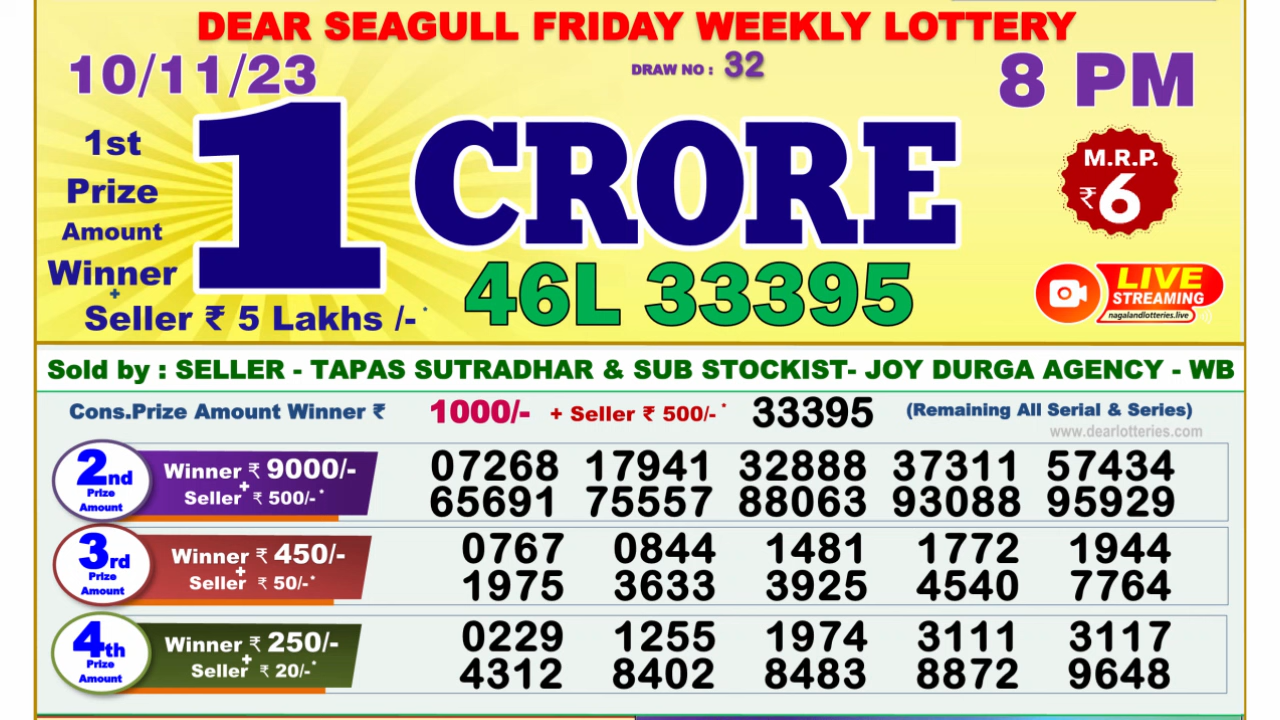 DEAR SEAGULL FRIDAY WEEKLY LOTTERY
10/11/23
DRAW NO : 32
8 PM
1st
Prize
Amount
Winner
+
Seller ₹ 5 Lakhs /-*
1 CRORE
46L 33395
M.R.P.
₹6
LIVE
STREAMING
nagalandlotteries.live
Sold by : SELLER - TAPAS SUTRADHAR & SUB STOCKIST- JOY DURGA AGENCY - WB
Cons.Prize Amount Winner ₹ 1000/- + Seller ₹ 500/-* 33395 (Remaining All Serial & Series)
www.dearlotteries.com
2nd
Prize
Amount
Winner ₹ 9000/-
+
Seller ₹ 500/-*
07268 17941 32888 37311 57434
65691 75557 88063 93088 95929
3rd
Prize
Amount
Winner ₹ 450/-
+
Seller ₹ 50/-*
0767 0844 1481 1772 1944
1975 3633 3925 4540 7764
4th
Prize
Amount
Winner ₹ 250/-
+
Seller ₹ 20/-*
0229 1255 1974 3111 3117
4312 8402 8483 8872 9648